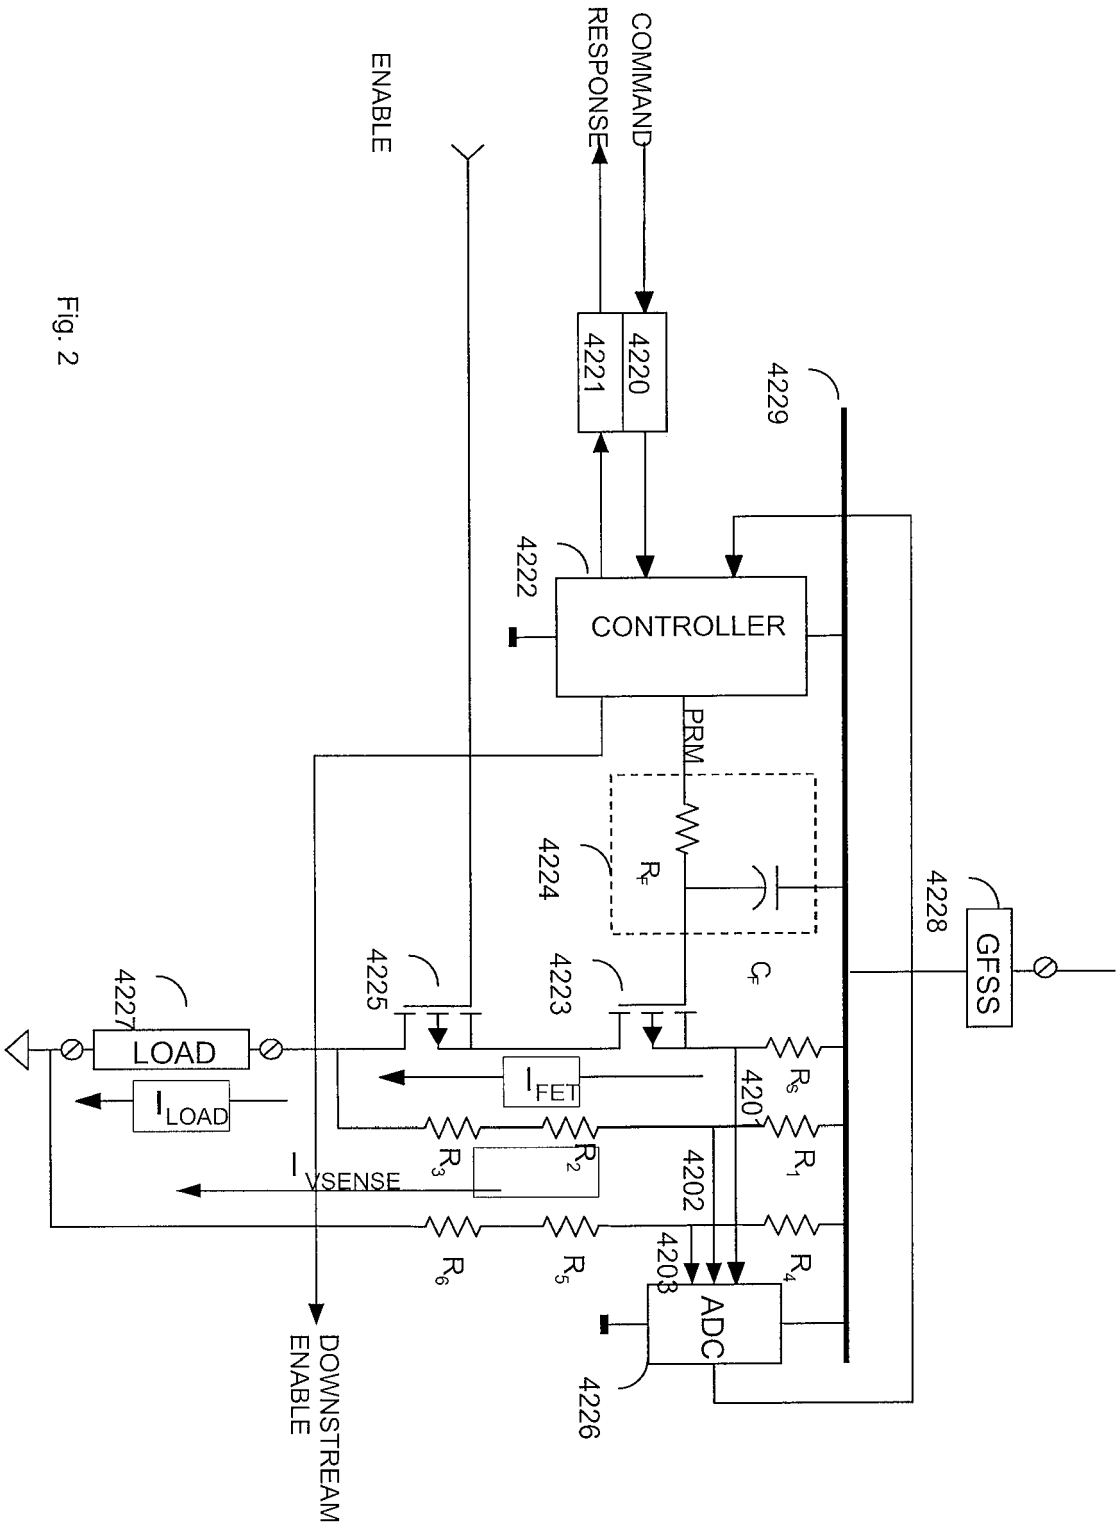 COMMAND
RESPONSE
ENABLE
4220
4221
4229
4222
CONTROLLER
PRM
4224
RF
CF
4228
GFSS
4223
4225
4227
LOAD
ILOAD
IFET
RS
R1
R2
R3
4201
4202
4203
IVSENSE
R4
R5
R6
ADC
4226
DOWNSTREAM
ENABLE
Fig. 2